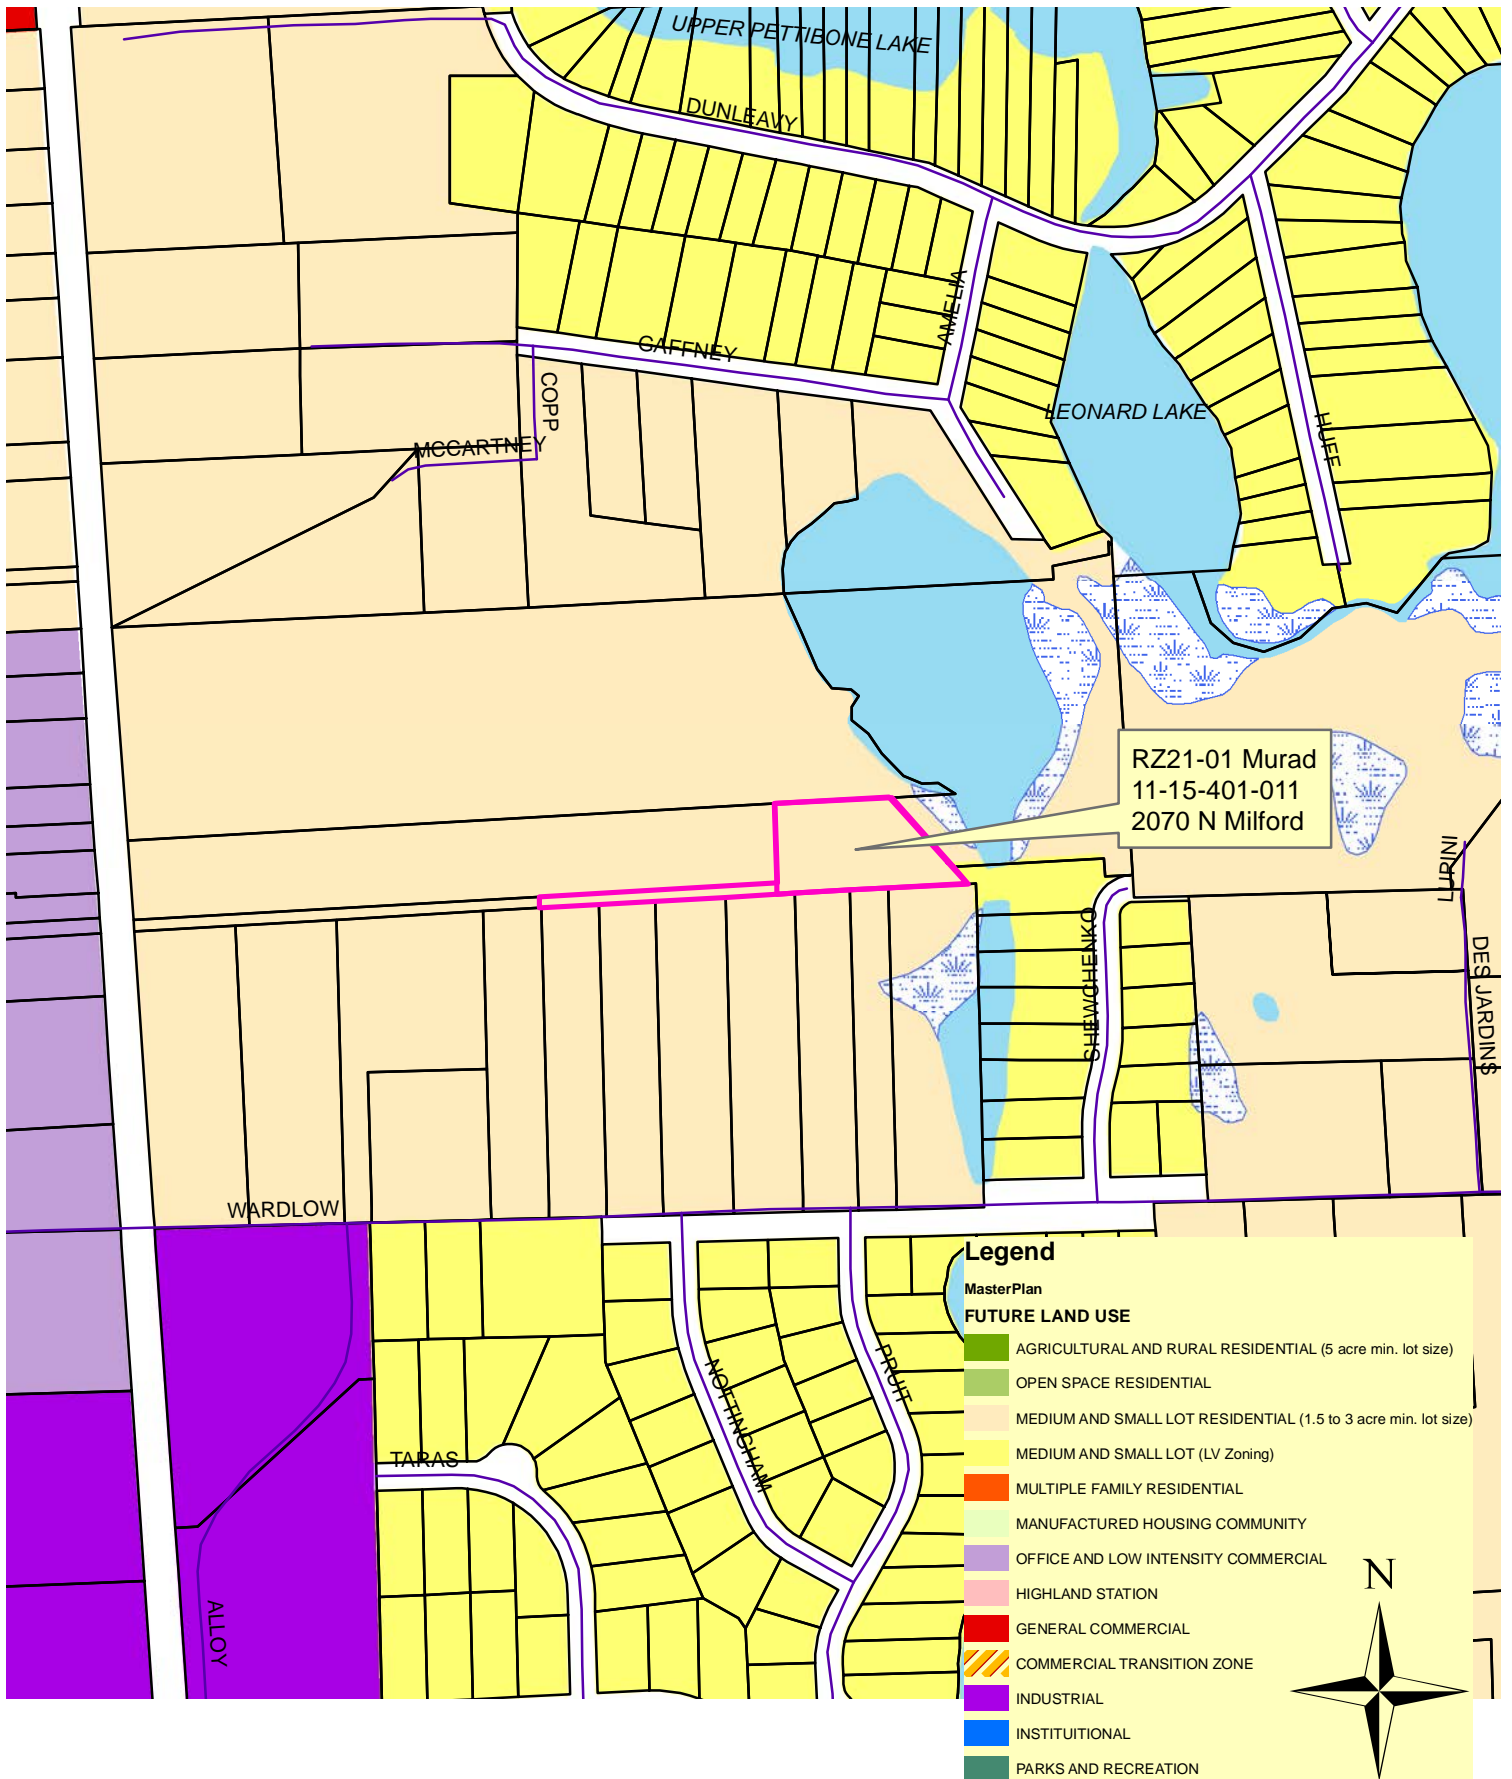 UPPER PETTIBONE LAKE
DUNLEAVY
AMELIA
GAFFNEY
COPP
LEONARD LAKE
HUFF
MCCARTNEY
RZ21-01 Murad
11-15-401-011
2070 N Milford
LUPINI
SHEWCHENKO
DES JARDINS
WARDLOW
NOTTINGHAM
PRUIT
TARAS
ALLOY
Legend
MasterPlan
FUTURE LAND USE
AGRICULTURAL AND RURAL RESIDENTIAL (5 acre min. lot size)
OPEN SPACE RESIDENTIAL
MEDIUM AND SMALL LOT RESIDENTIAL (1.5 to 3 acre min. lot size)
MEDIUM AND SMALL LOT (LV Zoning)
MULTIPLE FAMILY RESIDENTIAL
MANUFACTURED HOUSING COMMUNITY
OFFICE AND LOW INTENSITY COMMERCIAL
HIGHLAND STATION
GENERAL COMMERCIAL
COMMERCIAL TRANSITION ZONE
INDUSTRIAL
INSTITUITIONAL
PARKS AND RECREATION
N